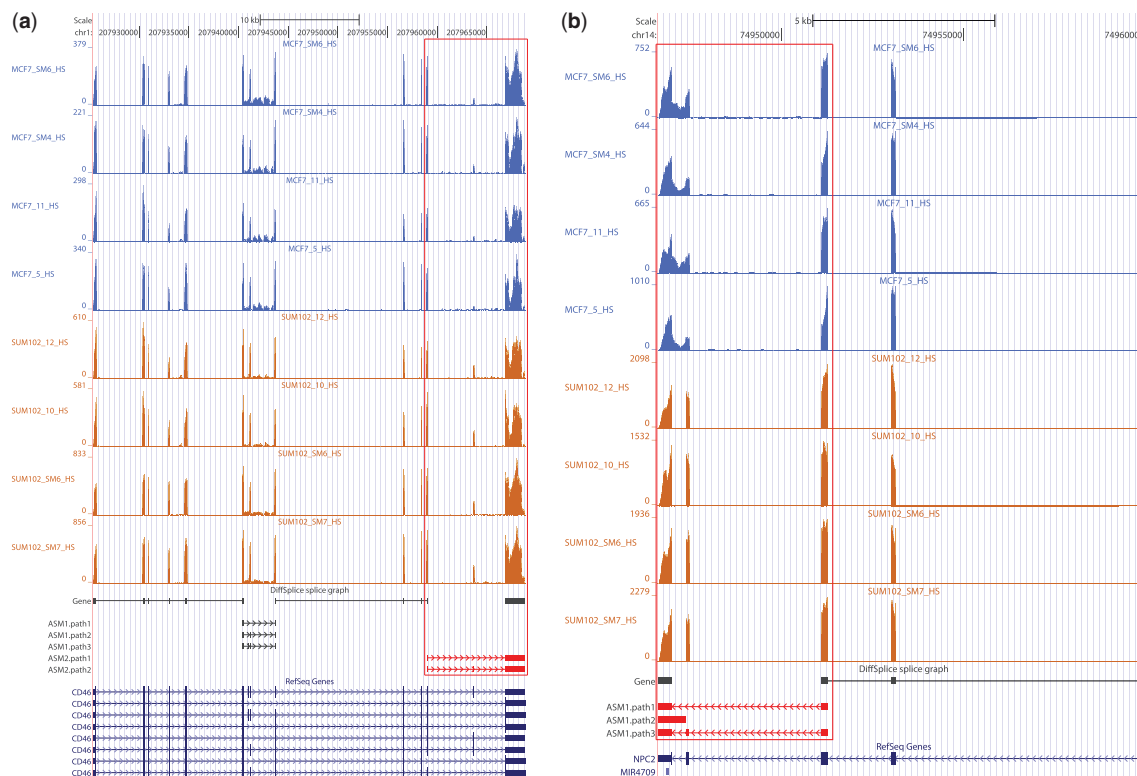 (a)
Scale
10 kb
chr1:
207930000
207935000
207940000
207945000
207950000
207955000
207960000
207965000
379
MCF7_SM6_HS
MCF7_SM6_HS
0
221
MCF7_SM4_HS
MCF7_SM4_HS
0
298
MCF7_11_HS
MCF7_11_HS
0
340
MCF7_5_HS
MCF7_5_HS
0
610
SUM102_12_HS
SUM102_12_HS
0
581
SUM102_10_HS
SUM102_10_HS
0
833
SUM102_SM6_HS
SUM102_SM6_HS
0
856
SUM102_SM7_HS
SUM102_SM7_HS
0
DiffSplice splice graph
Gene
ASM1.path1
ASM1.path2
ASM1.path3
ASM2.path1
ASM2.path2
RefSeq Genes
CD46
CD46
CD46
CD46
CD46
CD46
CD46
CD46
(b)
Scale
5 kb
chr14:
74950000
74955000
7496000
752
MCF7_SM6_HS
MCF7_SM6_HS
0
644
MCF7_SM4_HS
MCF7_SM4_HS
0
665
MCF7_11_HS
MCF7_11_HS
0
1010
MCF7_5_HS
MCF7_5_HS
0
2098
SUM102_12_HS
SUM102_12_HS
0
1532
SUM102_10_HS
SUM102_10_HS
0
1936
SUM102_SM6_HS
SUM102_SM6_HS
0
2279
SUM102_SM7_HS
SUM102_SM7_HS
0
DiffSplice splice graph
Gene
ASM1.path1
ASM1.path2
ASM1.path3
RefSeq Genes
NPC2
MIR4709